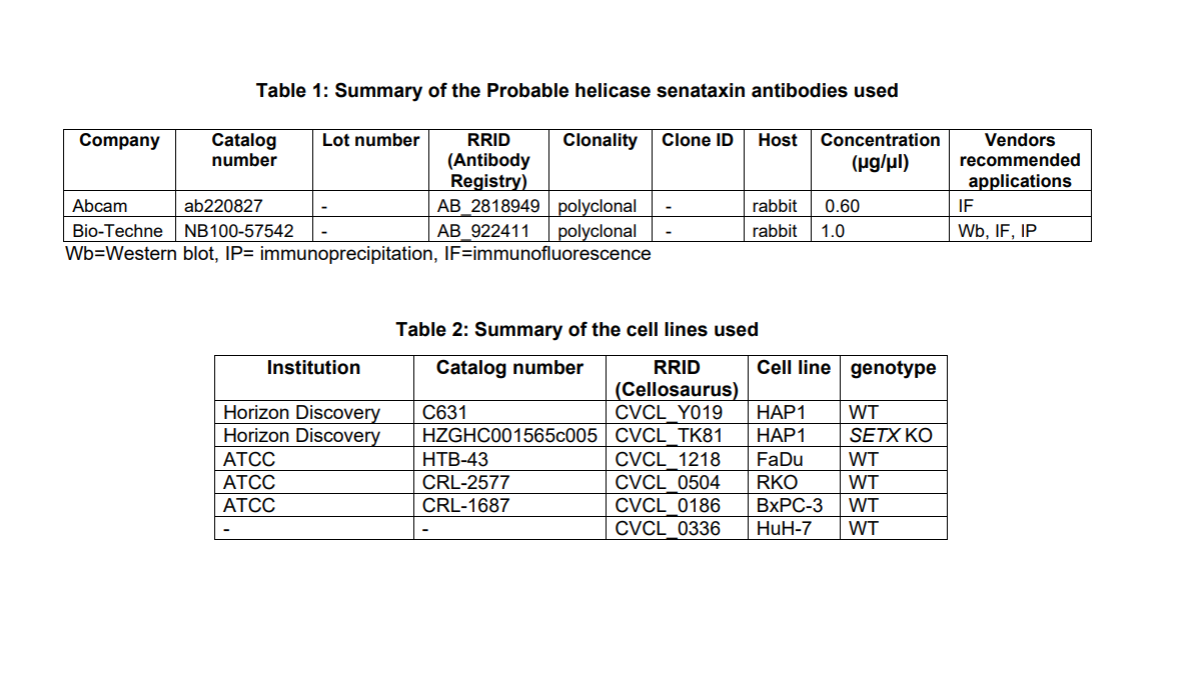 Table 1: Summary of the Probable helicase senataxin antibodies used
Company Catalog number Lot number RRID (Antibody Registry) Clonality Clone ID Host Concentration (µg/µl) Vendors recommended applications
Abcam ab220827 - AB_2818949 polyclonal - rabbit 0.60 IF
Bio-Techne NB100-57542 - AB_922411 polyclonal - rabbit 1.0 Wb, IF, IP
Wb=Western blot, IP= immunoprecipitation, IF=immunofluorescence
Table 2: Summary of the cell lines used
Institution Catalog number RRID (Cellosaurus) Cell line genotype
Horizon Discovery C631 CVCL_Y019 HAP1 WT
Horizon Discovery HZGHC001565c005 CVCL_TK81 HAP1 SETX KO
ATCC HTB-43 CVCL_1218 FaDu WT
ATCC CRL-2577 CVCL_0504 RKO WT
ATCC CRL-1687 CVCL_0186 BxPC-3 WT
- - CVCL_0336 HuH-7 WT